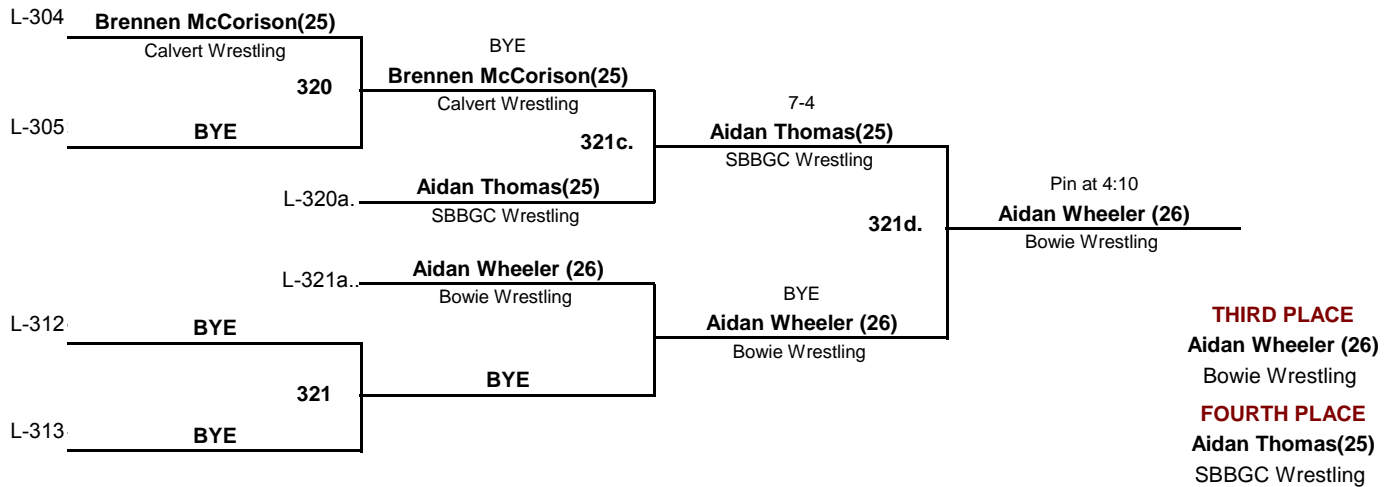 L-304 Brennen McCorison(25)
Calvert Wrestling
BYE
320 Brennen McCorison(25)
Calvert Wrestling
7-4
L-305 BYE
321c. Aidan Thomas(25)
SBBGC Wrestling
L-320a. Aidan Thomas(25)
SBBGC Wrestling
Pin at 4:10
321d. Aidan Wheeler (26)
Bowie Wrestling
L-321a.. Aidan Wheeler (26)
Bowie Wrestling
BYE
L-312 BYE
Aidan Wheeler (26)
Bowie Wrestling
321 BYE
L-313 BYE
THIRD PLACE
Aidan Wheeler (26)
Bowie Wrestling
FOURTH PLACE
Aidan Thomas(25)
SBBGC Wrestling